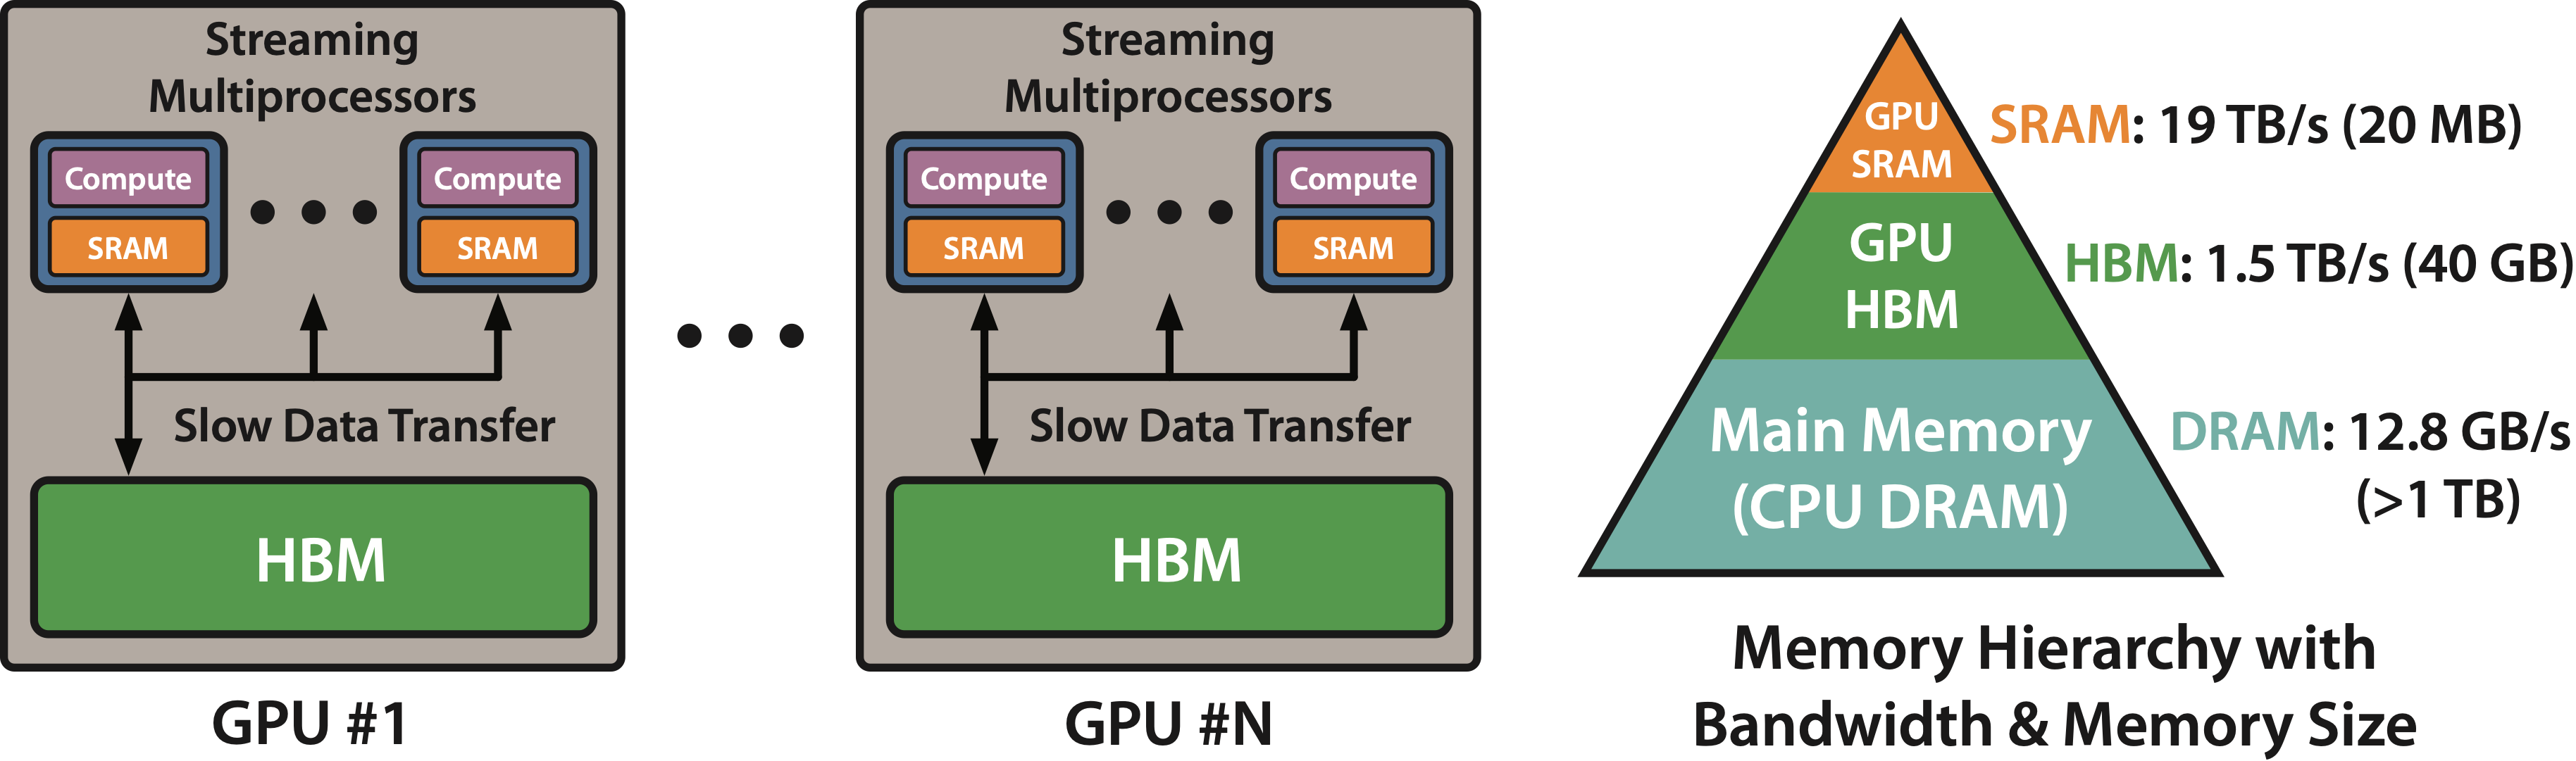 Streaming
Multiprocessors
Compute
SRAM
Compute
SRAM
Slow Data Transfer
HBM
GPU #1
Streaming
Multiprocessors
Compute
SRAM
Compute
SRAM
Slow Data Transfer
HBM
GPU #N
GPU
SRAM
SRAM: 19 TB/s (20 MB)
GPU
HBM
HBM: 1.5 TB/s (40 GB)
Main Memory
(CPU DRAM)
DRAM: 12.8 GB/s
(>1 TB)
Memory Hierarchy with
Bandwidth & Memory Size